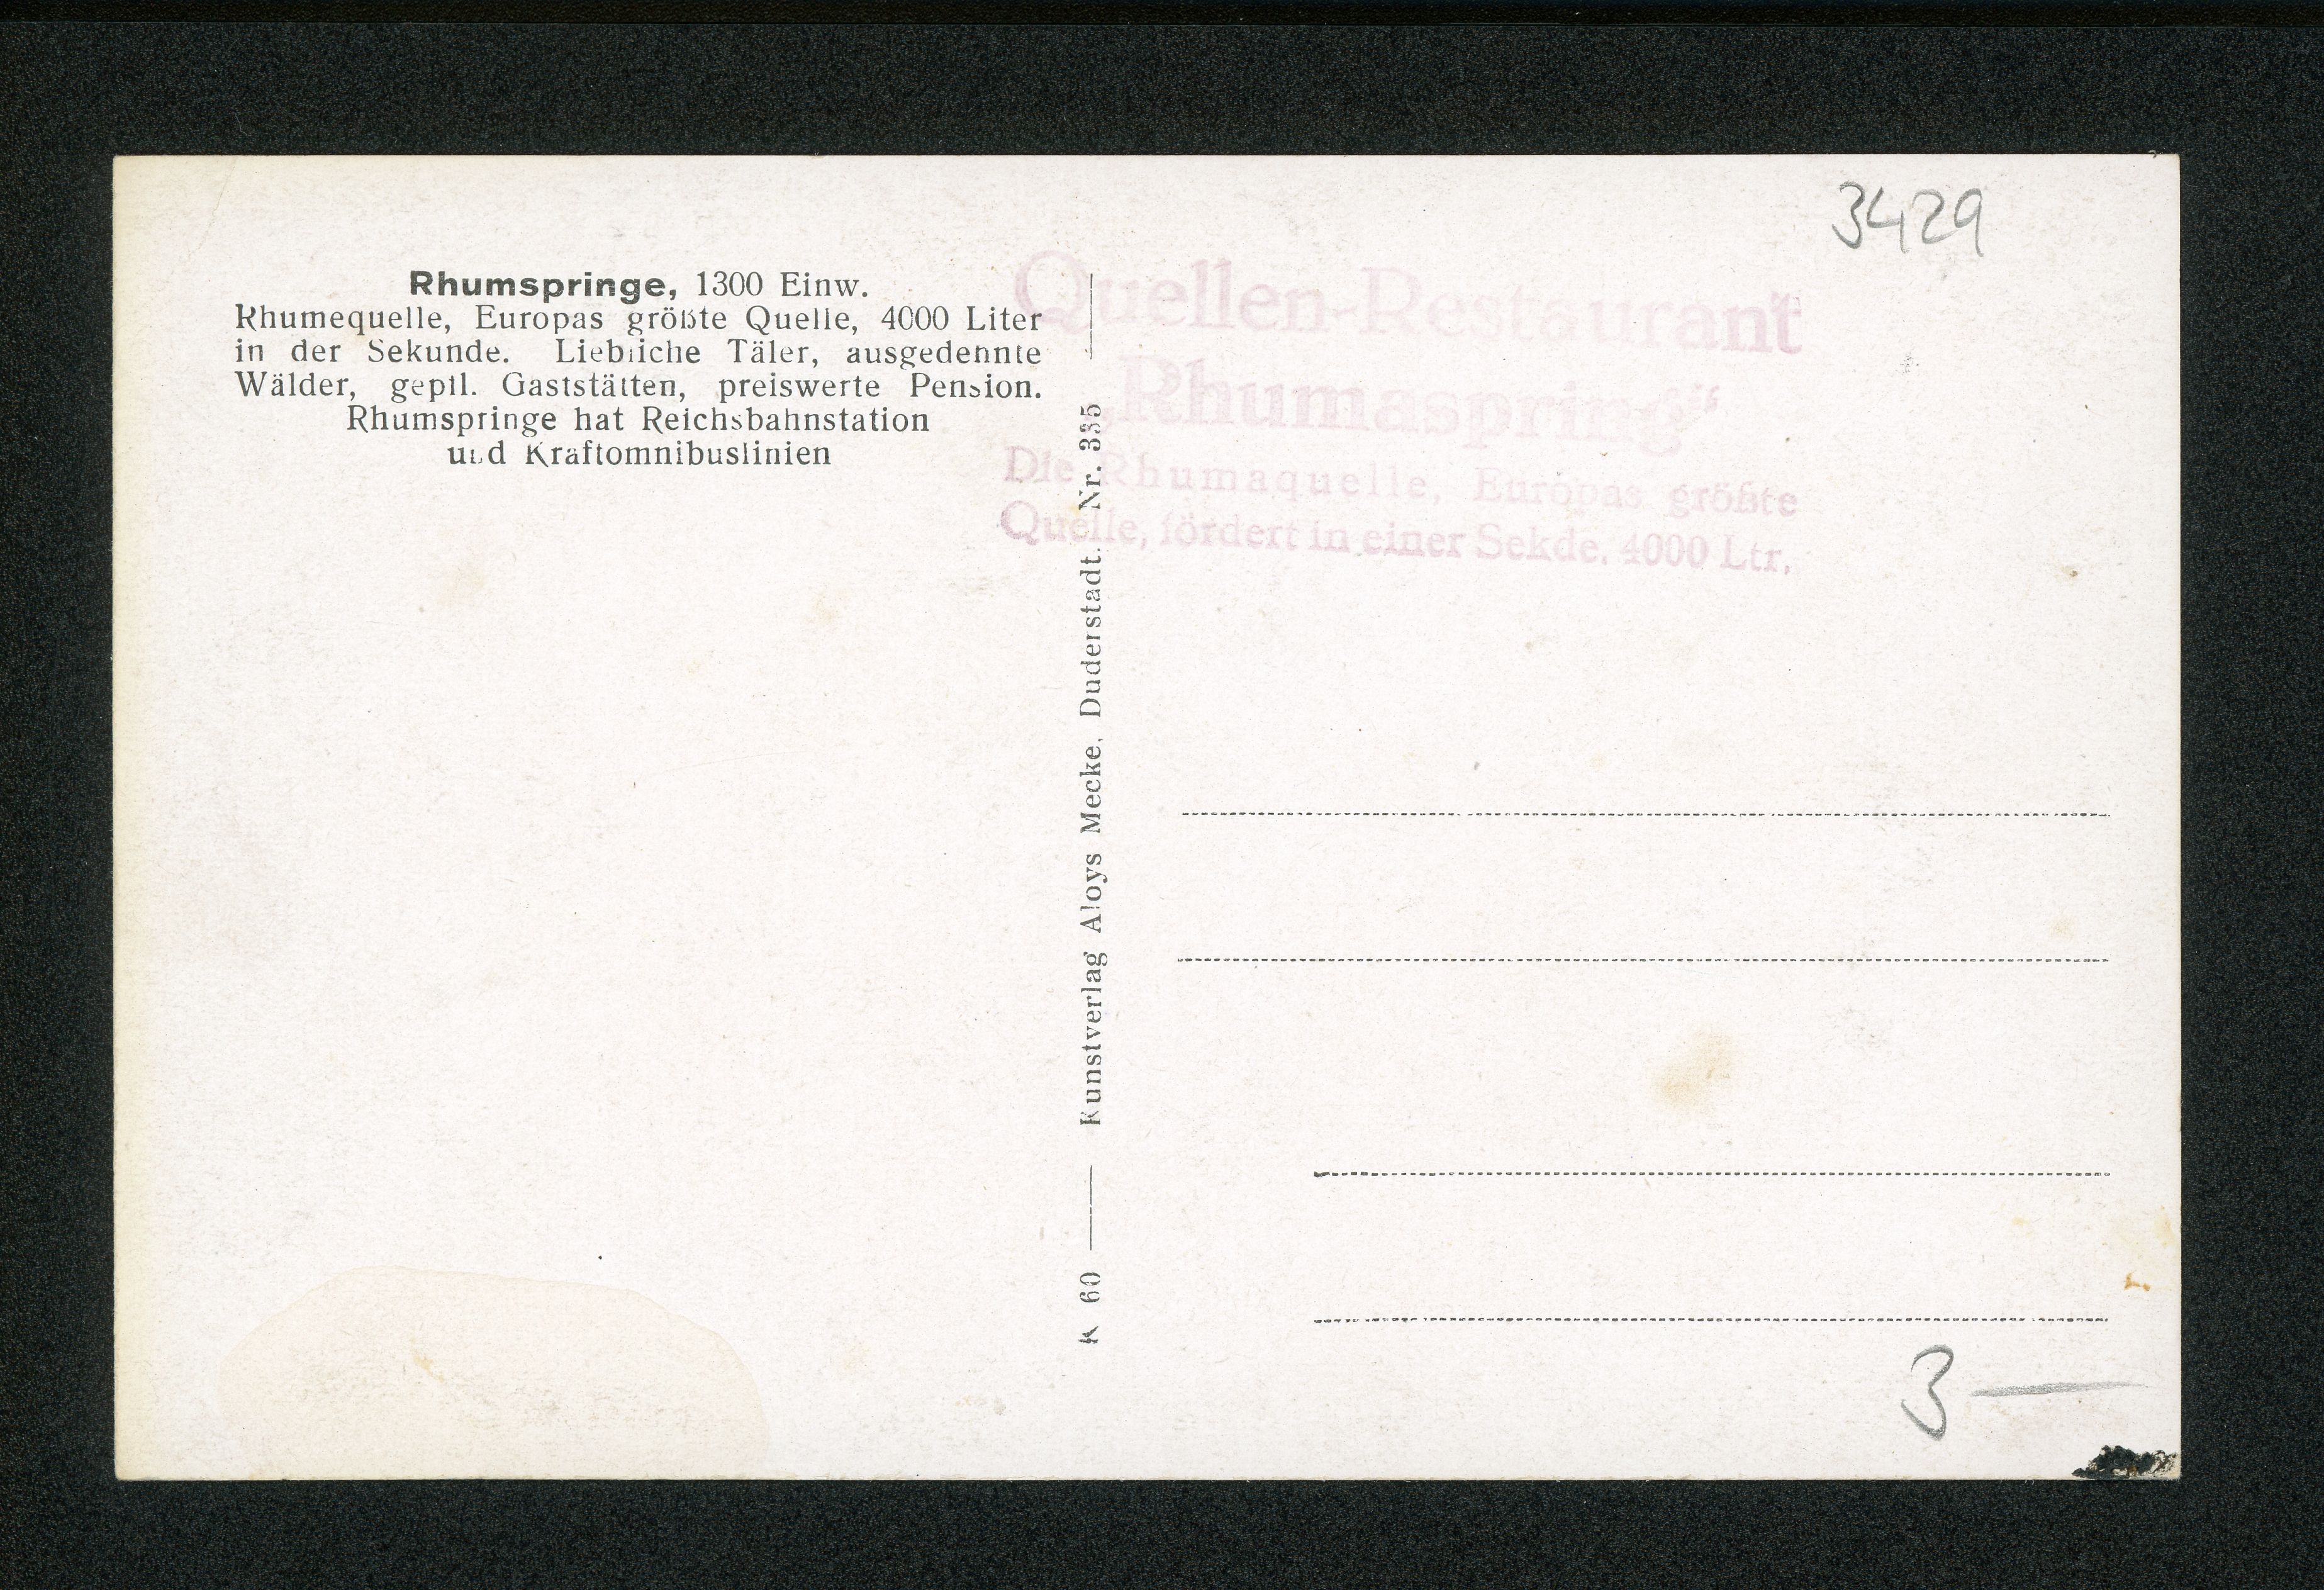 Rhumspringe, 1300 Einw.
Rhumequelle, Europas größte Quelle, 4000 Liter
in der Sekunde. Liebliche Täler, ausgedehnte
Wälder, gepfl. Gaststätten, preiswerte Pension.
Rhumspringe hat Reichsbahnstation
und Kraftomnibuslinien
K 60 Kunstverlag Aloys Mecke, Duderstadt. Nr. 335
3429
Quellen-Restaurant
„Rhumaspring“
Die Rhumaquelle, Europas größte
Quelle, fördert in einer Sekde. 4000 Ltr.
3 —